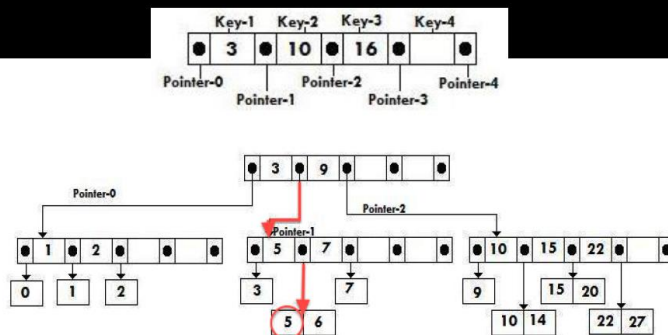 Key-1 Key-2 Key-3 Key-4
3 10 16
Pointer-0 Pointer-2 Pointer-4
Pointer-1 Pointer-3
3 9
Pointer-0
Pointer-2
Pointer-1
1 2 5 7 10 15 22
0 1 2 3 7 9 15 20
5 6 10 14 22 27